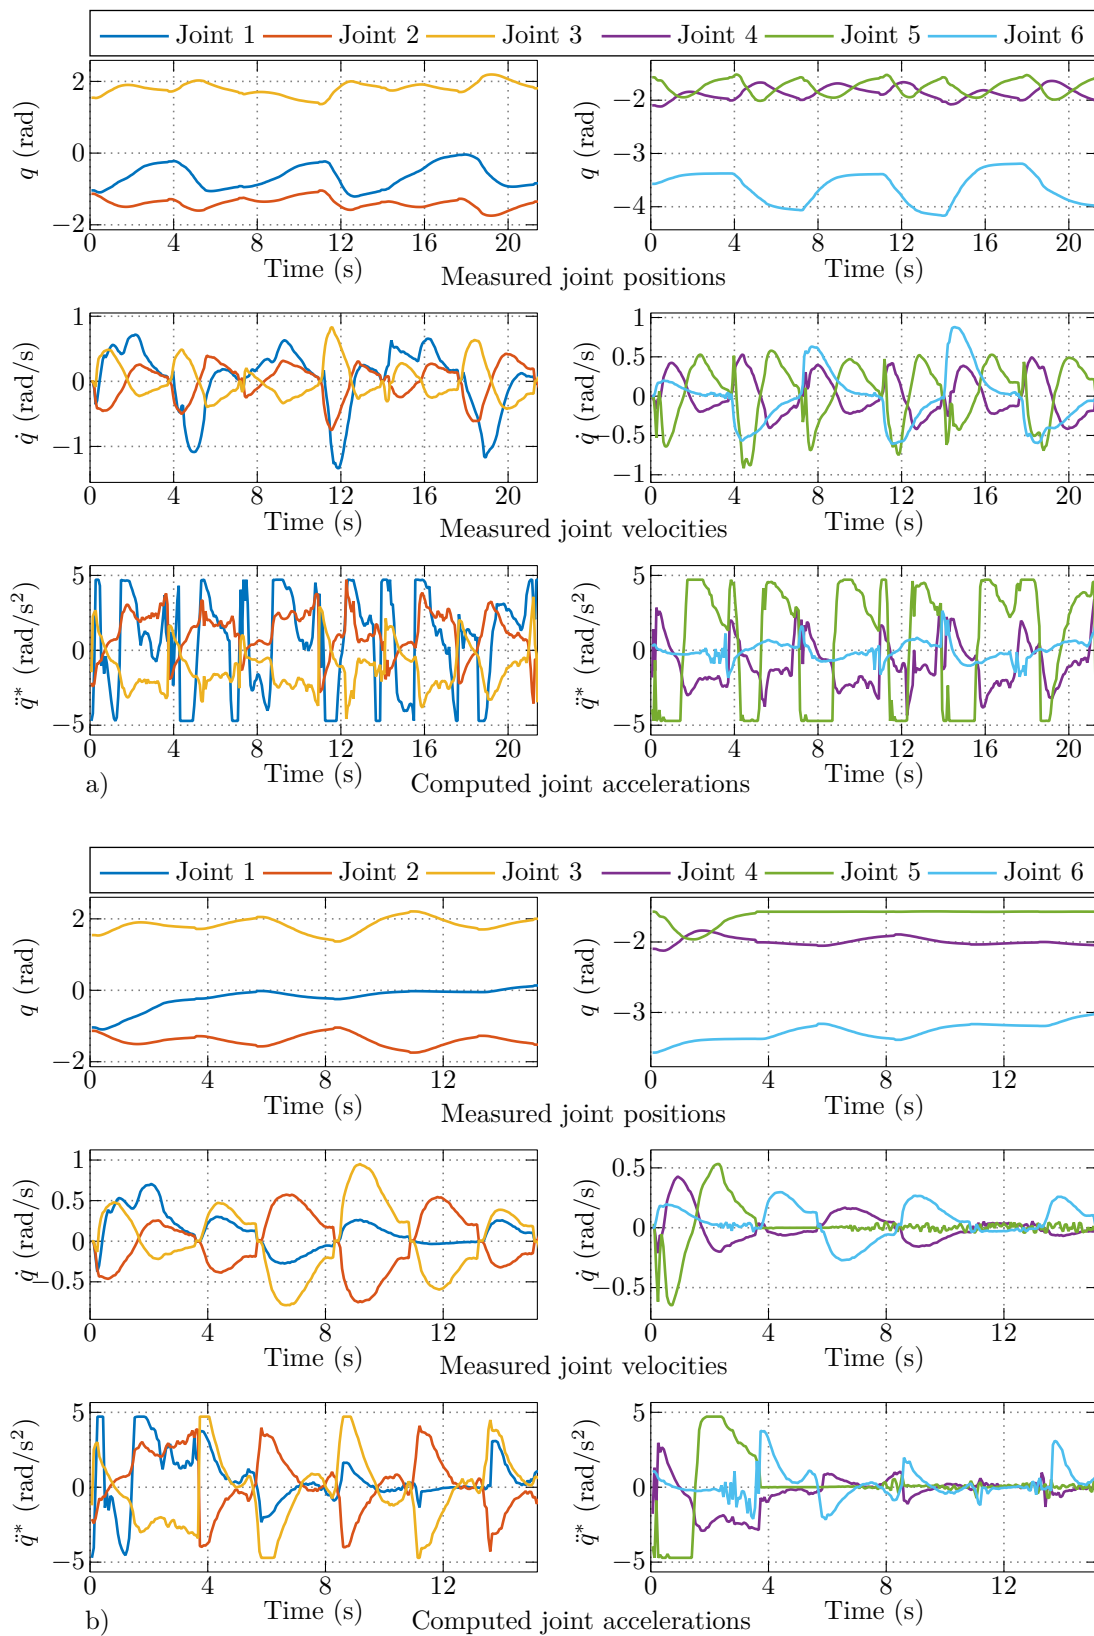 Joint 1 Joint 2 Joint 3 Joint 4 Joint 5 Joint 6
q (rad) 2 0 −2
0 4 8 12 16 20
Time (s)
q (rad) −2 −3 −4
0 4 8 12 16 20
Time (s)
Measured joint positions
q̇ (rad/s) 1 0 −1
0 4 8 12 16 20
Time (s)
q̇ (rad/s) 1 0.5 0 −0.5 −1
0 4 8 12 16 20
Time (s)
Measured joint velocities
q̈* (rad/s²) 5 0 −5
0 4 8 12 16 20
Time (s)
q̈* (rad/s²) 5 0 −5
0 4 8 12 16 20
Time (s)
a) Computed joint accelerations
Joint 1 Joint 2 Joint 3 Joint 4 Joint 5 Joint 6
q (rad) 2 0 −2
0 4 8 12
Time (s)
q (rad) −2 −3
0 4 8 12
Time (s)
Measured joint positions
q̇ (rad/s) 1 0.5 0 −0.5
0 4 8 12
Time (s)
q̇ (rad/s) 0.5 0 −0.5
0 4 8 12
Time (s)
Measured joint velocities
q̈* (rad/s²) 5 0 −5
0 4 8 12
Time (s)
q̈* (rad/s²) 5 0 −5
0 4 8 12
Time (s)
b) Computed joint accelerations